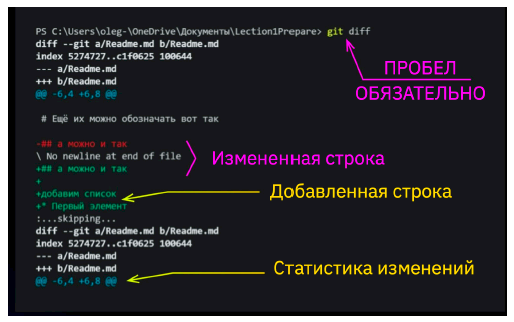 PS C:\Users\oleg-\OneDrive\Документы\Lection1Prepare> git diff
diff --git a/Readme.md b/Readme.md
index 5274727..c1f0625 100644
--- a/Readme.md
+++ b/Readme.md
@@ -6,4 +6,8 @@
ПРОБЕЛ
ОБЯЗАТЕЛЬНО
# Ещё их можно обозначать вот так
-## а можно и так
\ No newline at end of file
Измененная строка
+## а можно и так
+
+добавим список
Добавленная строка
+* Первый элемент
:...skipping...
diff --git a/Readme.md b/Readme.md
index 5274727..c1f0625 100644
--- a/Readme.md
+++ b/Readme.md
Статистика изменений
@@ -6,4 +6,8 @@